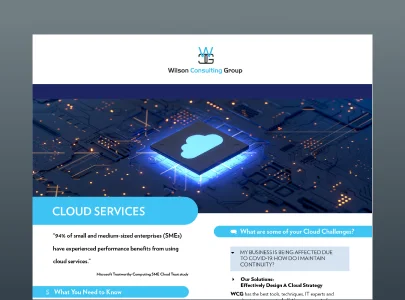 Wilson Consulting Group
CLOUD SERVICES
"94% of small and medium-sized enterprises (SMEs)
have experienced performance benefits from using
cloud services."
-Microsoft Trustworthy Computing SME Cloud Trust study
What You Need to Know
What are some of your Cloud Challenges?
MY BUSINESS IS BEING AFFECTED DUE
TO COVID-19. HOW DO I MAINTAIN
CONTINUITY?
Our Solutions:
Effectively Design A Cloud Strategy
WCG has the best tools, techniques, IT experts and